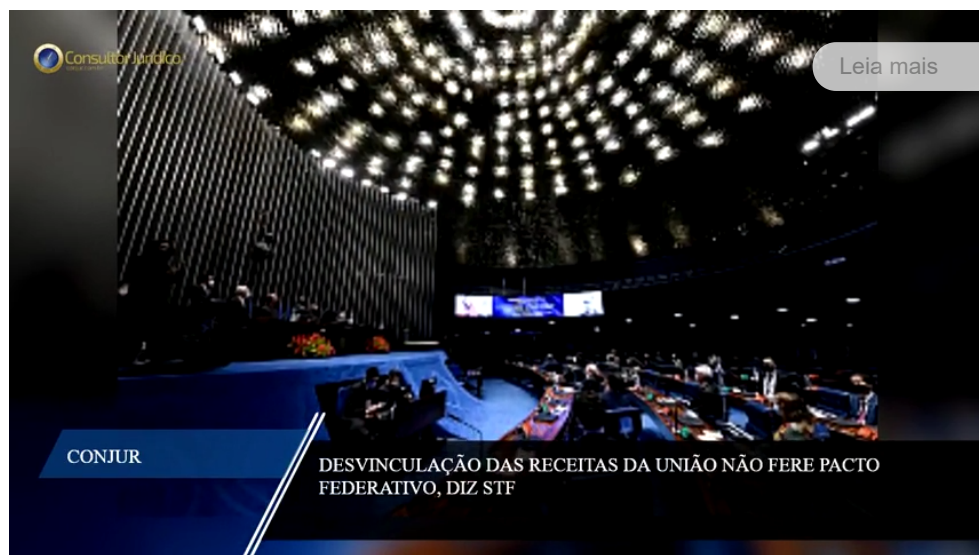 Consultor Jurídico
Leia mais
CONJUR
DESVINCULAÇÃO DAS RECEITAS DA UNIÃO NÃO FERE PACTO
FEDERATIVO, DIZ STF